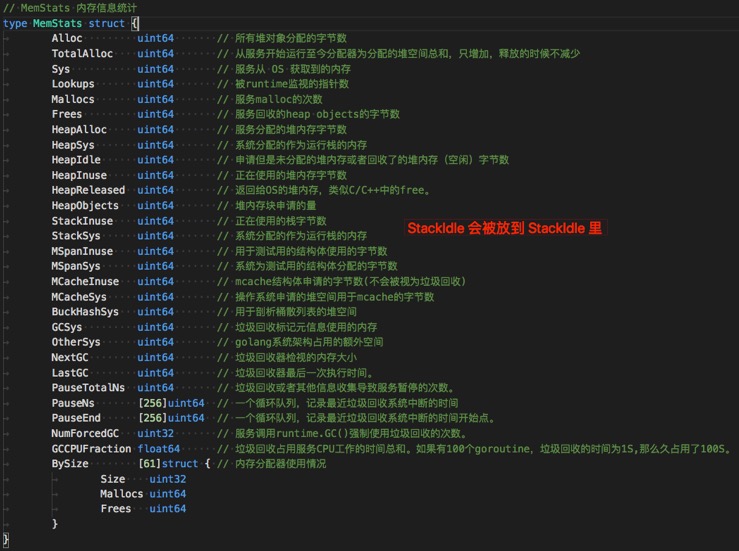 // MemStats 内存信息统计
type MemStats struct {
Alloc uint64 // 所有堆对象分配的字节数
TotalAlloc uint64 // 从服务开始运行至今分配器为分配的堆空间总和，只增加，释放的时候不减少
Sys uint64 // 服务从 OS 获取到的内存
Lookups uint64 // 被runtime监视的指针数
Mallocs uint64 // 服务malloc的次数
Frees uint64 // 服务回收的heap objects的字节数
HeapAlloc uint64 // 服务分配的堆内存字节数
HeapSys uint64 // 系统分配的作为运行栈的内存
HeapIdle uint64 // 申请但是未分配的堆内存或者回收了的堆内存（空闲）字节数
HeapInuse uint64 // 正在使用的堆内存字节数
HeapReleased uint64 // 返回给OS的堆内存，类似C/C++中的free。
HeapObjects uint64 // 堆内存块申请的量
StackInuse uint64 // 正在使用的栈字节数
StackIdle 会被放到 StackIdle 里
StackSys uint64 // 系统分配的作为运行栈的内存
MSpanInuse uint64 // 用于测试用的结构体使用的字节数
MSpanSys uint64 // 系统为测试用的结构体分配的字节数
MCacheInuse uint64 // mcache结构体申请的字节数(不会被视为垃圾回收)
MCacheSys uint64 // 操作系统申请的堆空间用于mcache的字节数
BuckHashSys uint64 // 用于剖析桶散列表的堆空间
GCSys uint64 // 垃圾回收标记元信息使用的内存
OtherSys uint64 // golang系统架构占用的额外空间
NextGC uint64 // 垃圾回收器检视的内存大小
LastGC uint64 // 垃圾回收器最后一次执行时间。
PauseTotalNs uint64 // 垃圾回收或者其他信息收集导致服务暂停的次数。
PauseNs [256]uint64 // 一个循环队列，记录最近垃圾回收系统中断的时间
PauseEnd [256]uint64 // 一个循环队列，记录最近垃圾回收系统中断的时间开始点。
NumForcedGC uint32 // 服务调用runtime.GC()强制使用垃圾回收的次数。
GCCPUFraction float64 // 垃圾回收占用服务CPU工作的时间总和。如果有100个goroutine，垃圾回收的时间为1S,那么久占用了100S。
BySize [61]struct { // 内存分配器使用情况
Size uint32
Mallocs uint64
Frees uint64
}
}